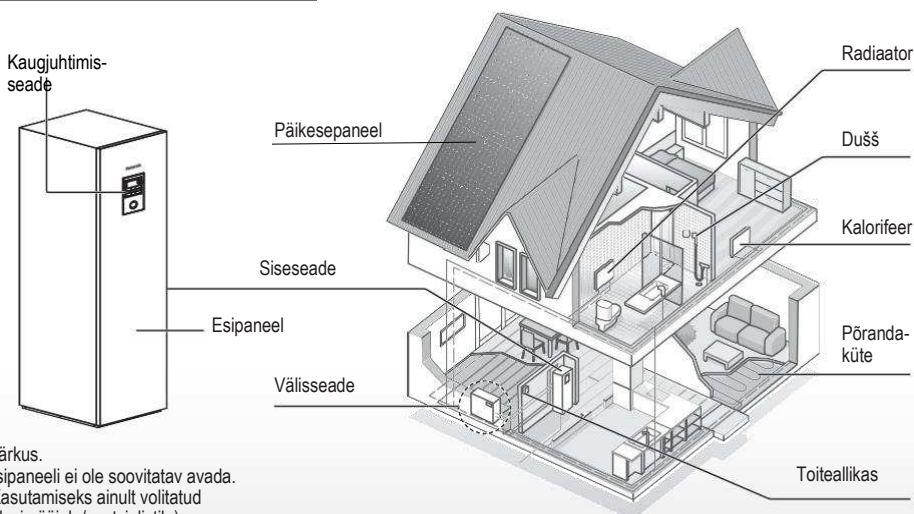 Kaugjuhtimis-
seade
Päikesepaneel
Siseseade
Esipaneel
Välisseade
Radiaator
Dušš
Kalorifeer
Põranda-
küte
Toiteallikas
ärkus.
sipaneeli ei ole soovitatav avada.
asutamiseks ainult volitatud